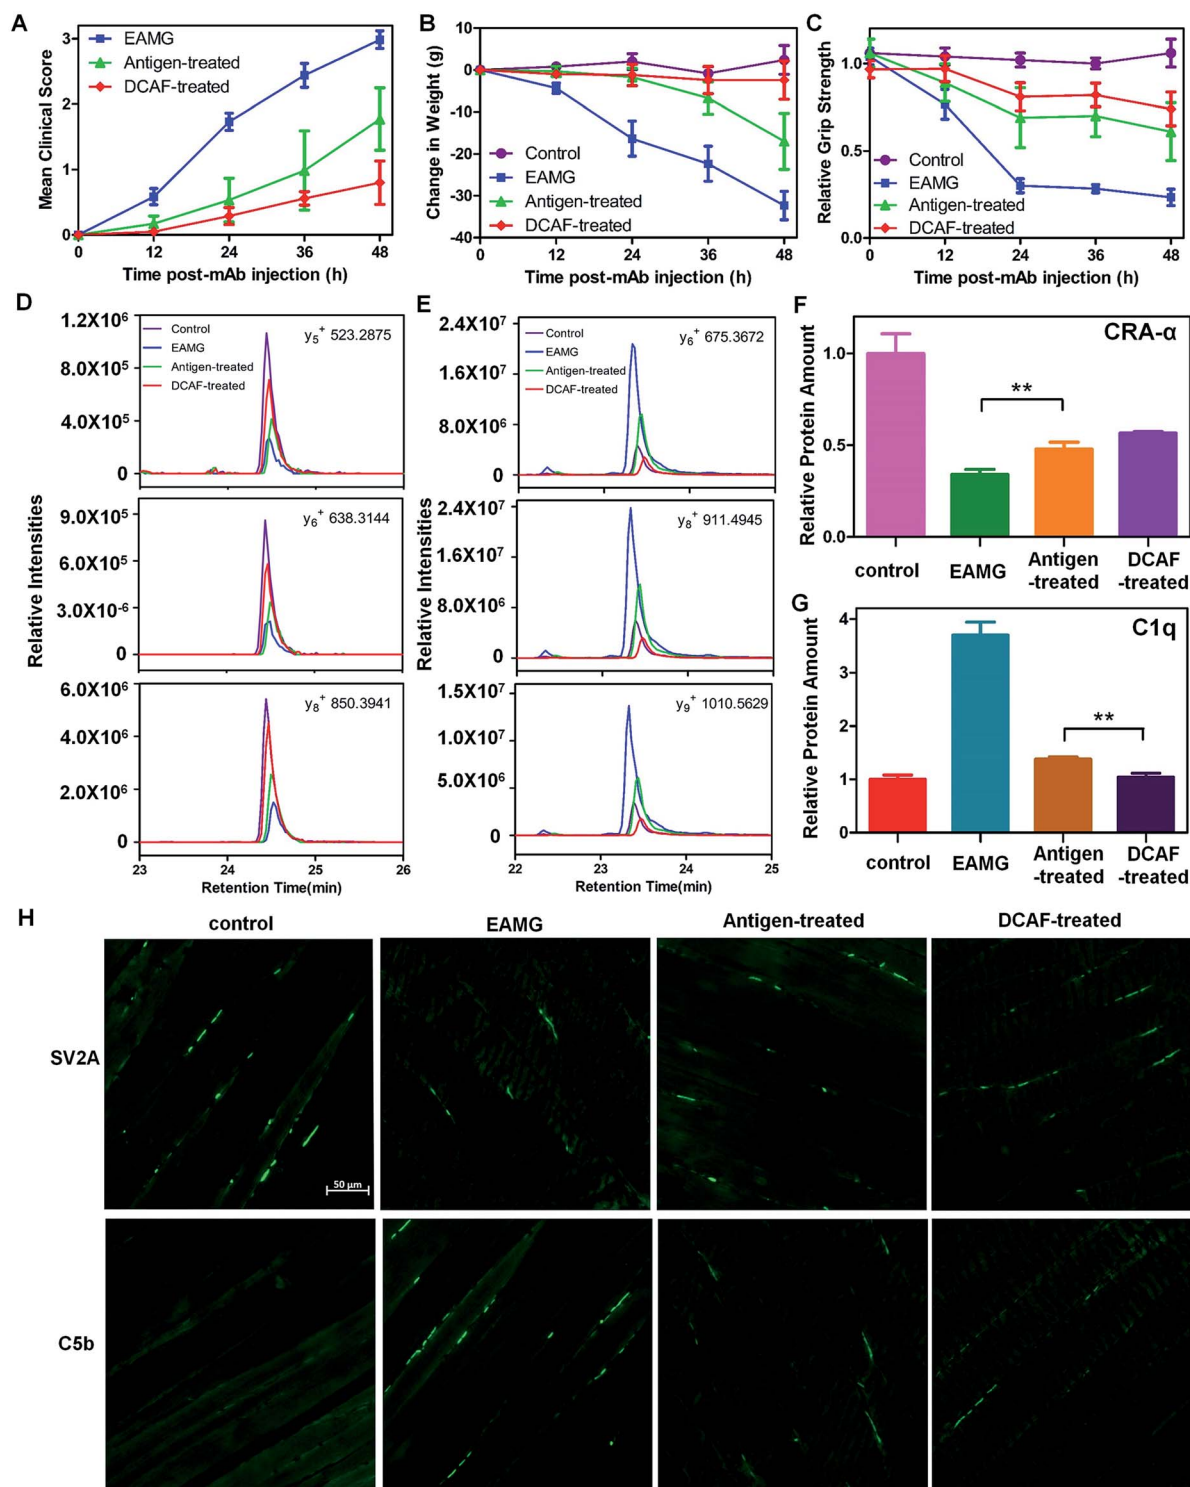 A
EAMG
Antigen-treated
DCAF-treated
Mean Clinical Score
3
2
1
0
0
12
24
36
48
Time post-mAb injection (h)
B
Change in Weight (g)
10
0
-10
-20
-30
-40
Control
EAMG
Antigen-treated
DCAF-treated
0
12
24
36
48
Time post-mAb injection (h)
C
Relative Grip Strength
1.0
0.5
0.0
Control
EAMG
Antigen-treated
DCAF-treated
0
12
24
36
48
Time post-mAb injection (h)
D
Relative Intensities
1.2X10⁶
8.0X10⁵
4.0X10⁵
0
Control
EAMG
Antigen-treated
DCAF-treated
y₅⁺ 523.2875
9.0X10⁵
6.0X10⁵
3.0X10⁻⁶
0
y₆⁺ 638.3144
6.0X10⁶
4.0X10⁶
2.0X10⁶
0
y₈⁺ 850.3941
23
24
25
26
Retention Time(min)
E
Relative Intensities
2.4X10⁷
1.6X10⁷
8.0X10⁶
0
Control
EAMG
Antigen-treated
DCAF-treated
y₆⁺ 675.3672
2.4X10⁷
1.6X10⁷
8.0X10⁶
0
y₈⁺ 911.4945
1.5X10⁷
1.0X10⁷
5.0X10⁶
0
y₉⁺ 1010.5629
22
23
24
25
Retention Time(min)
F
Relative Protein Amount
1.0
0.5
0.0
CRA-α
**
control
EAMG
Antigen
-treated
DCAF
-treated
G
Relative Protein Amount
4
3
2
1
0
C1q
**
control
EAMG
Antigen
-treated
DCAF
-treated
H
control
EAMG
Antigen-treated
DCAF-treated
SV2A
50 μm
C5b